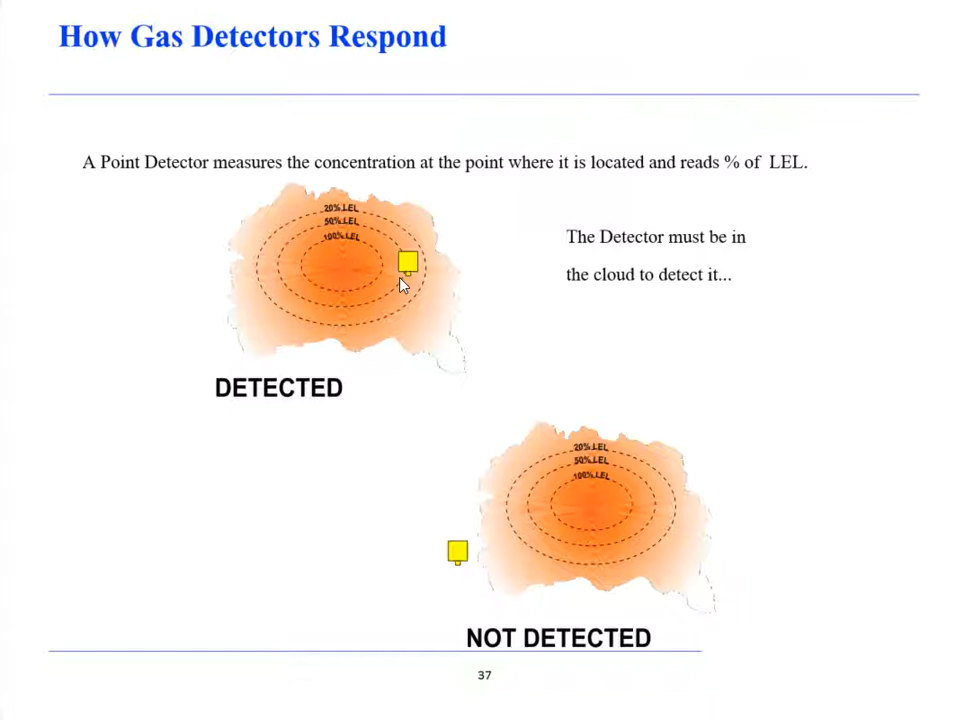 How Gas Detectors Respond
A Point Detector measures the concentration at the point where it is located and reads % of LEL.
20% LEL
50% LEL
100% LEL
The Detector must be in
the cloud to detect it...
DETECTED
20% LEL
50% LEL
100% LEL
NOT DETECTED
37